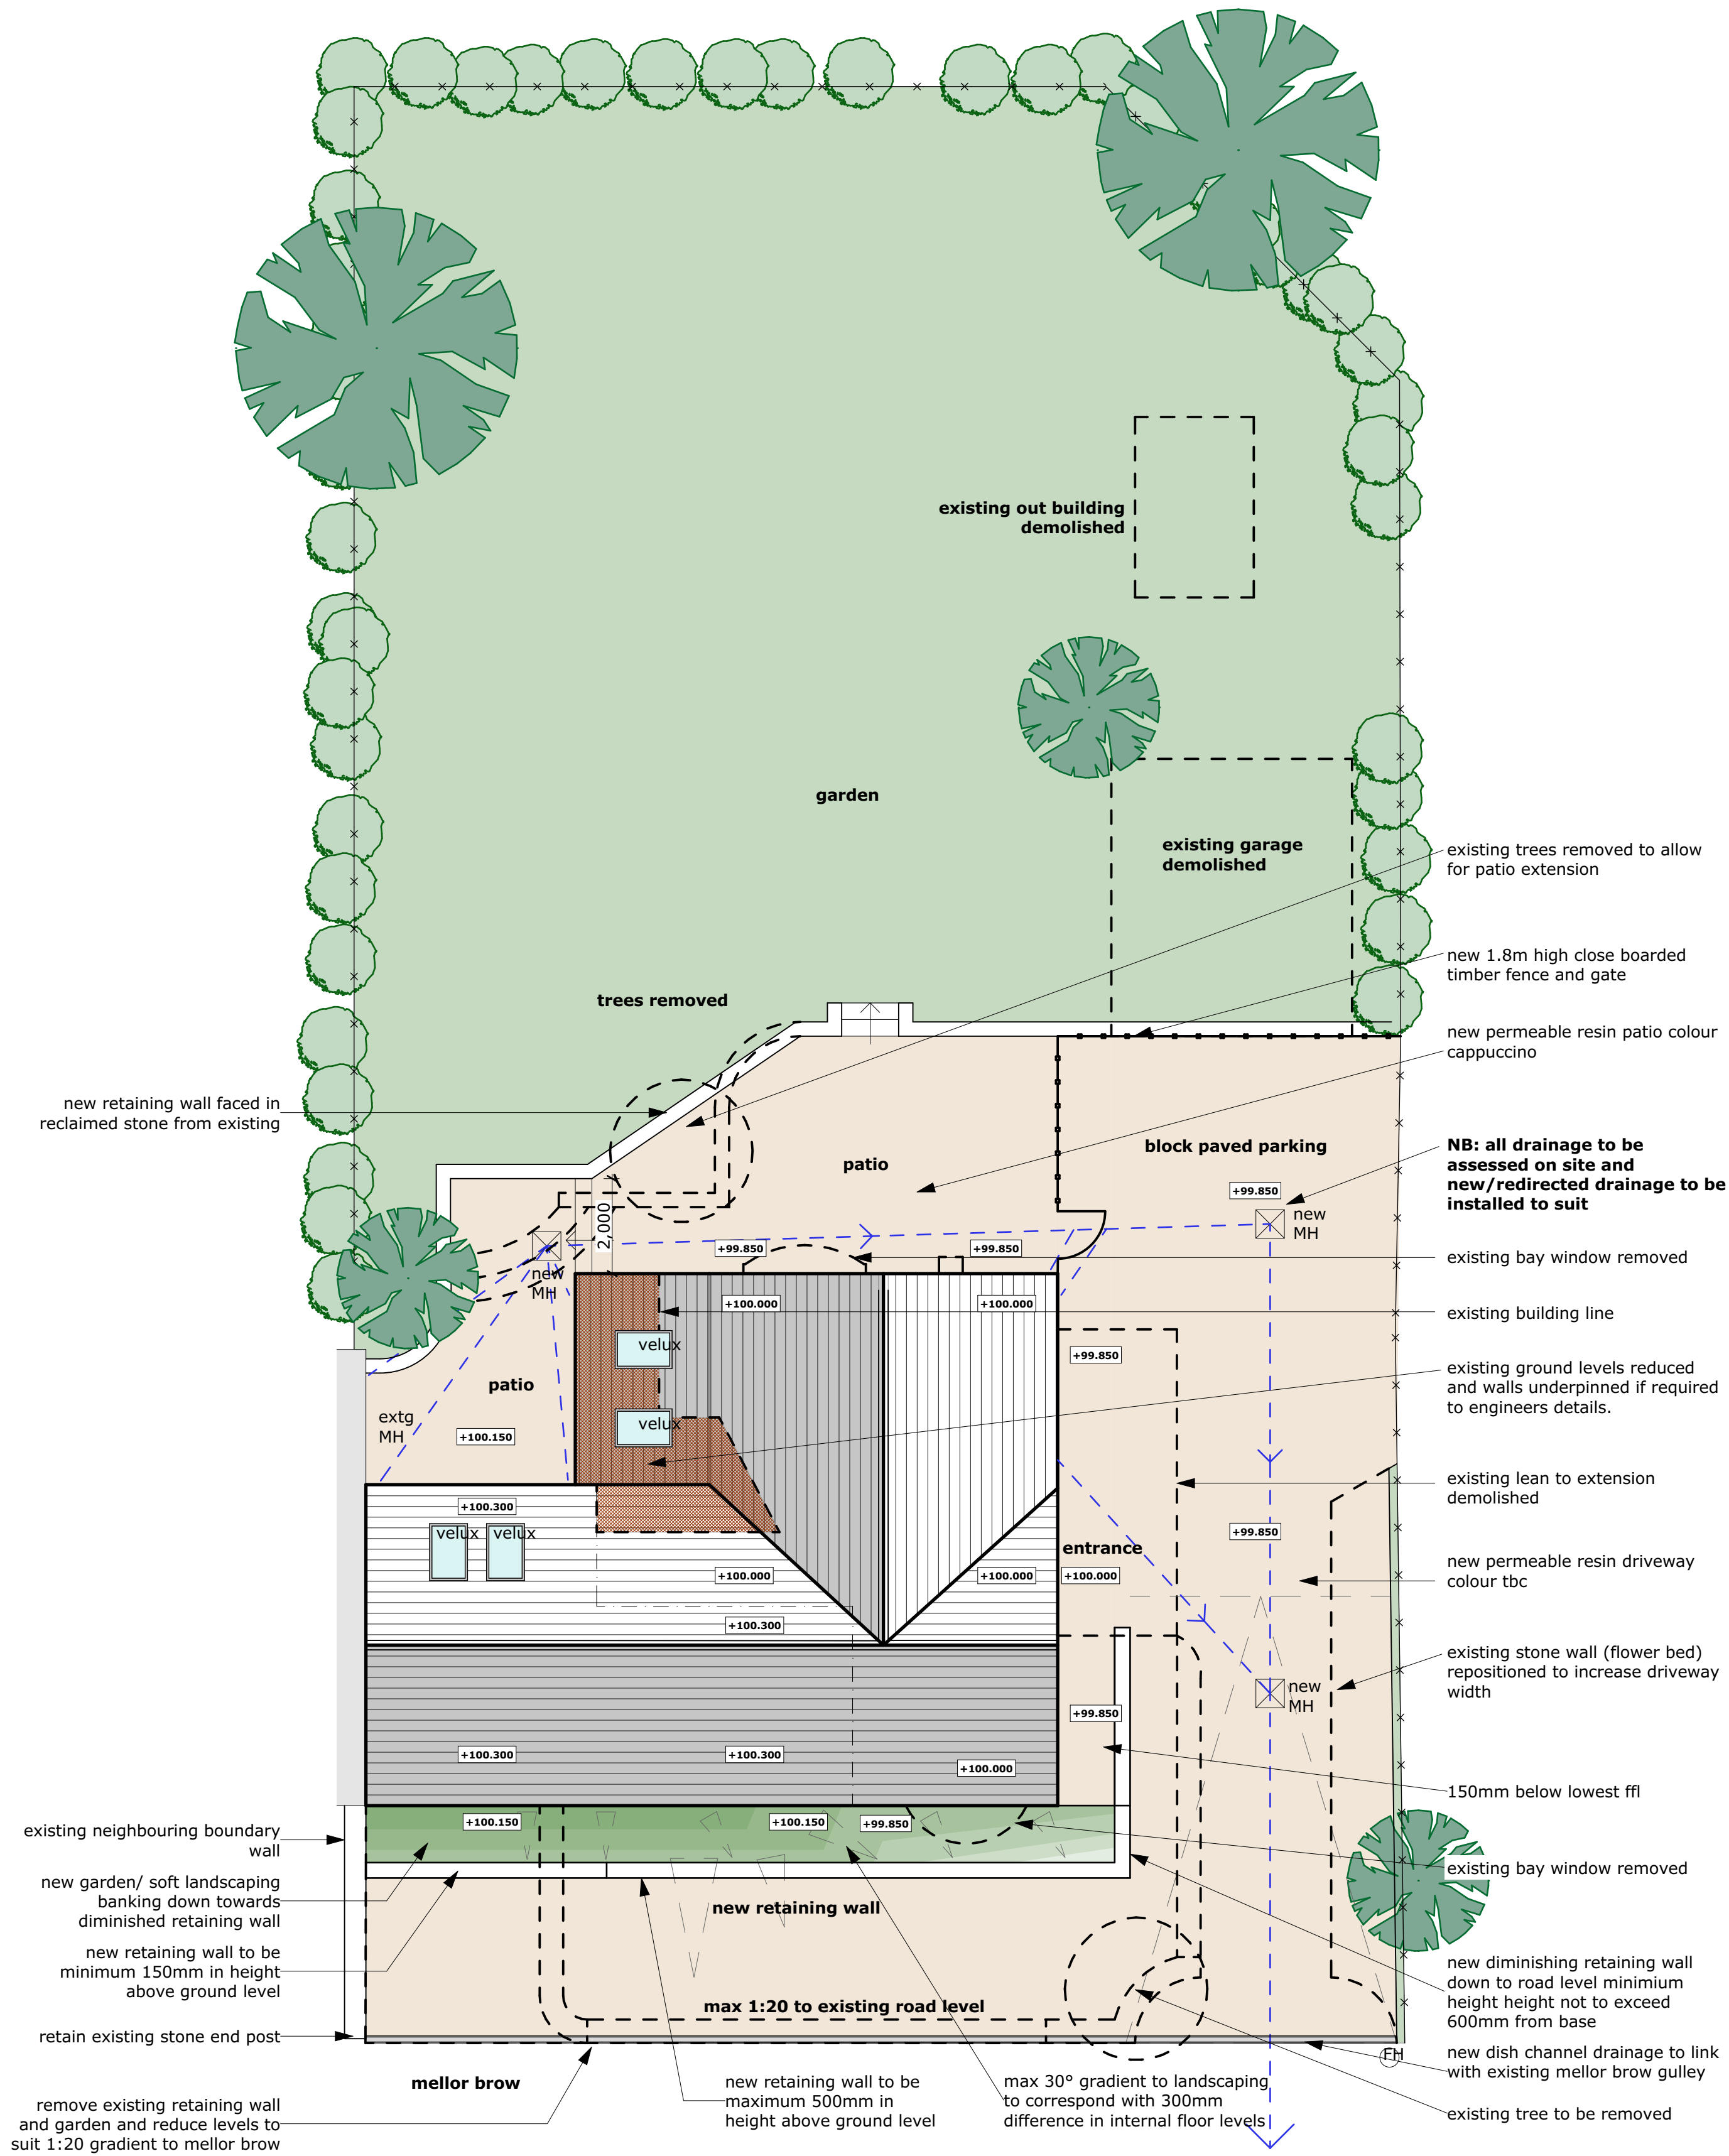 existing out building
demolished
garden
existing garage
demolished
existing trees removed to allow
for patio extension
new 1.8m high close boarded
timber fence and gate
trees removed
new permeable resin patio colour
cappuccino
new retaining wall faced in
reclaimed stone from existing
block paved parking
patio
NB: all drainage to be
assessed on site and
new/redirected drainage to be
installed to suit
+99.850
new
MH
2,000
+99.850
+99.850
existing bay window removed
new
MH
+100.000
+100.000
existing building line
velux
+99.850
existing ground levels reduced
and walls underpinned if required
to engineers details.
patio
extg
MH
+100.150
velux
existing lean to extension
demolished
+100.300
velux
velux
+99.850
entrance
+100.000
+100.000
+100.000
new permeable resin driveway
colour tbc
+100.300
existing stone wall (flower bed)
repositioned to increase driveway
width
new
MH
+99.850
+100.300
+100.300
+100.000
150mm below lowest ffl
+100.150
+100.150
+99.850
existing neighbouring boundary
wall
existing bay window removed
new garden/ soft landscaping
banking down towards
diminished retaining wall
new retaining wall
new retaining wall to be
minimum 150mm in height
above ground level
new diminishing retaining wall
down to road level minimum
height height not to exceed
600mm from base
max 1:20 to existing road level
retain existing stone end post
FH
new dish channel drainage to link
with existing mellor brow gulley
mellor brow
new retaining wall to be
maximum 500mm in
height above ground level
max 30° gradient to landscaping
to correspond with 300mm
difference in internal floor levels
existing tree to be removed
remove existing retaining wall
and garden and reduce levels to
suit 1:20 gradient to mellor brow